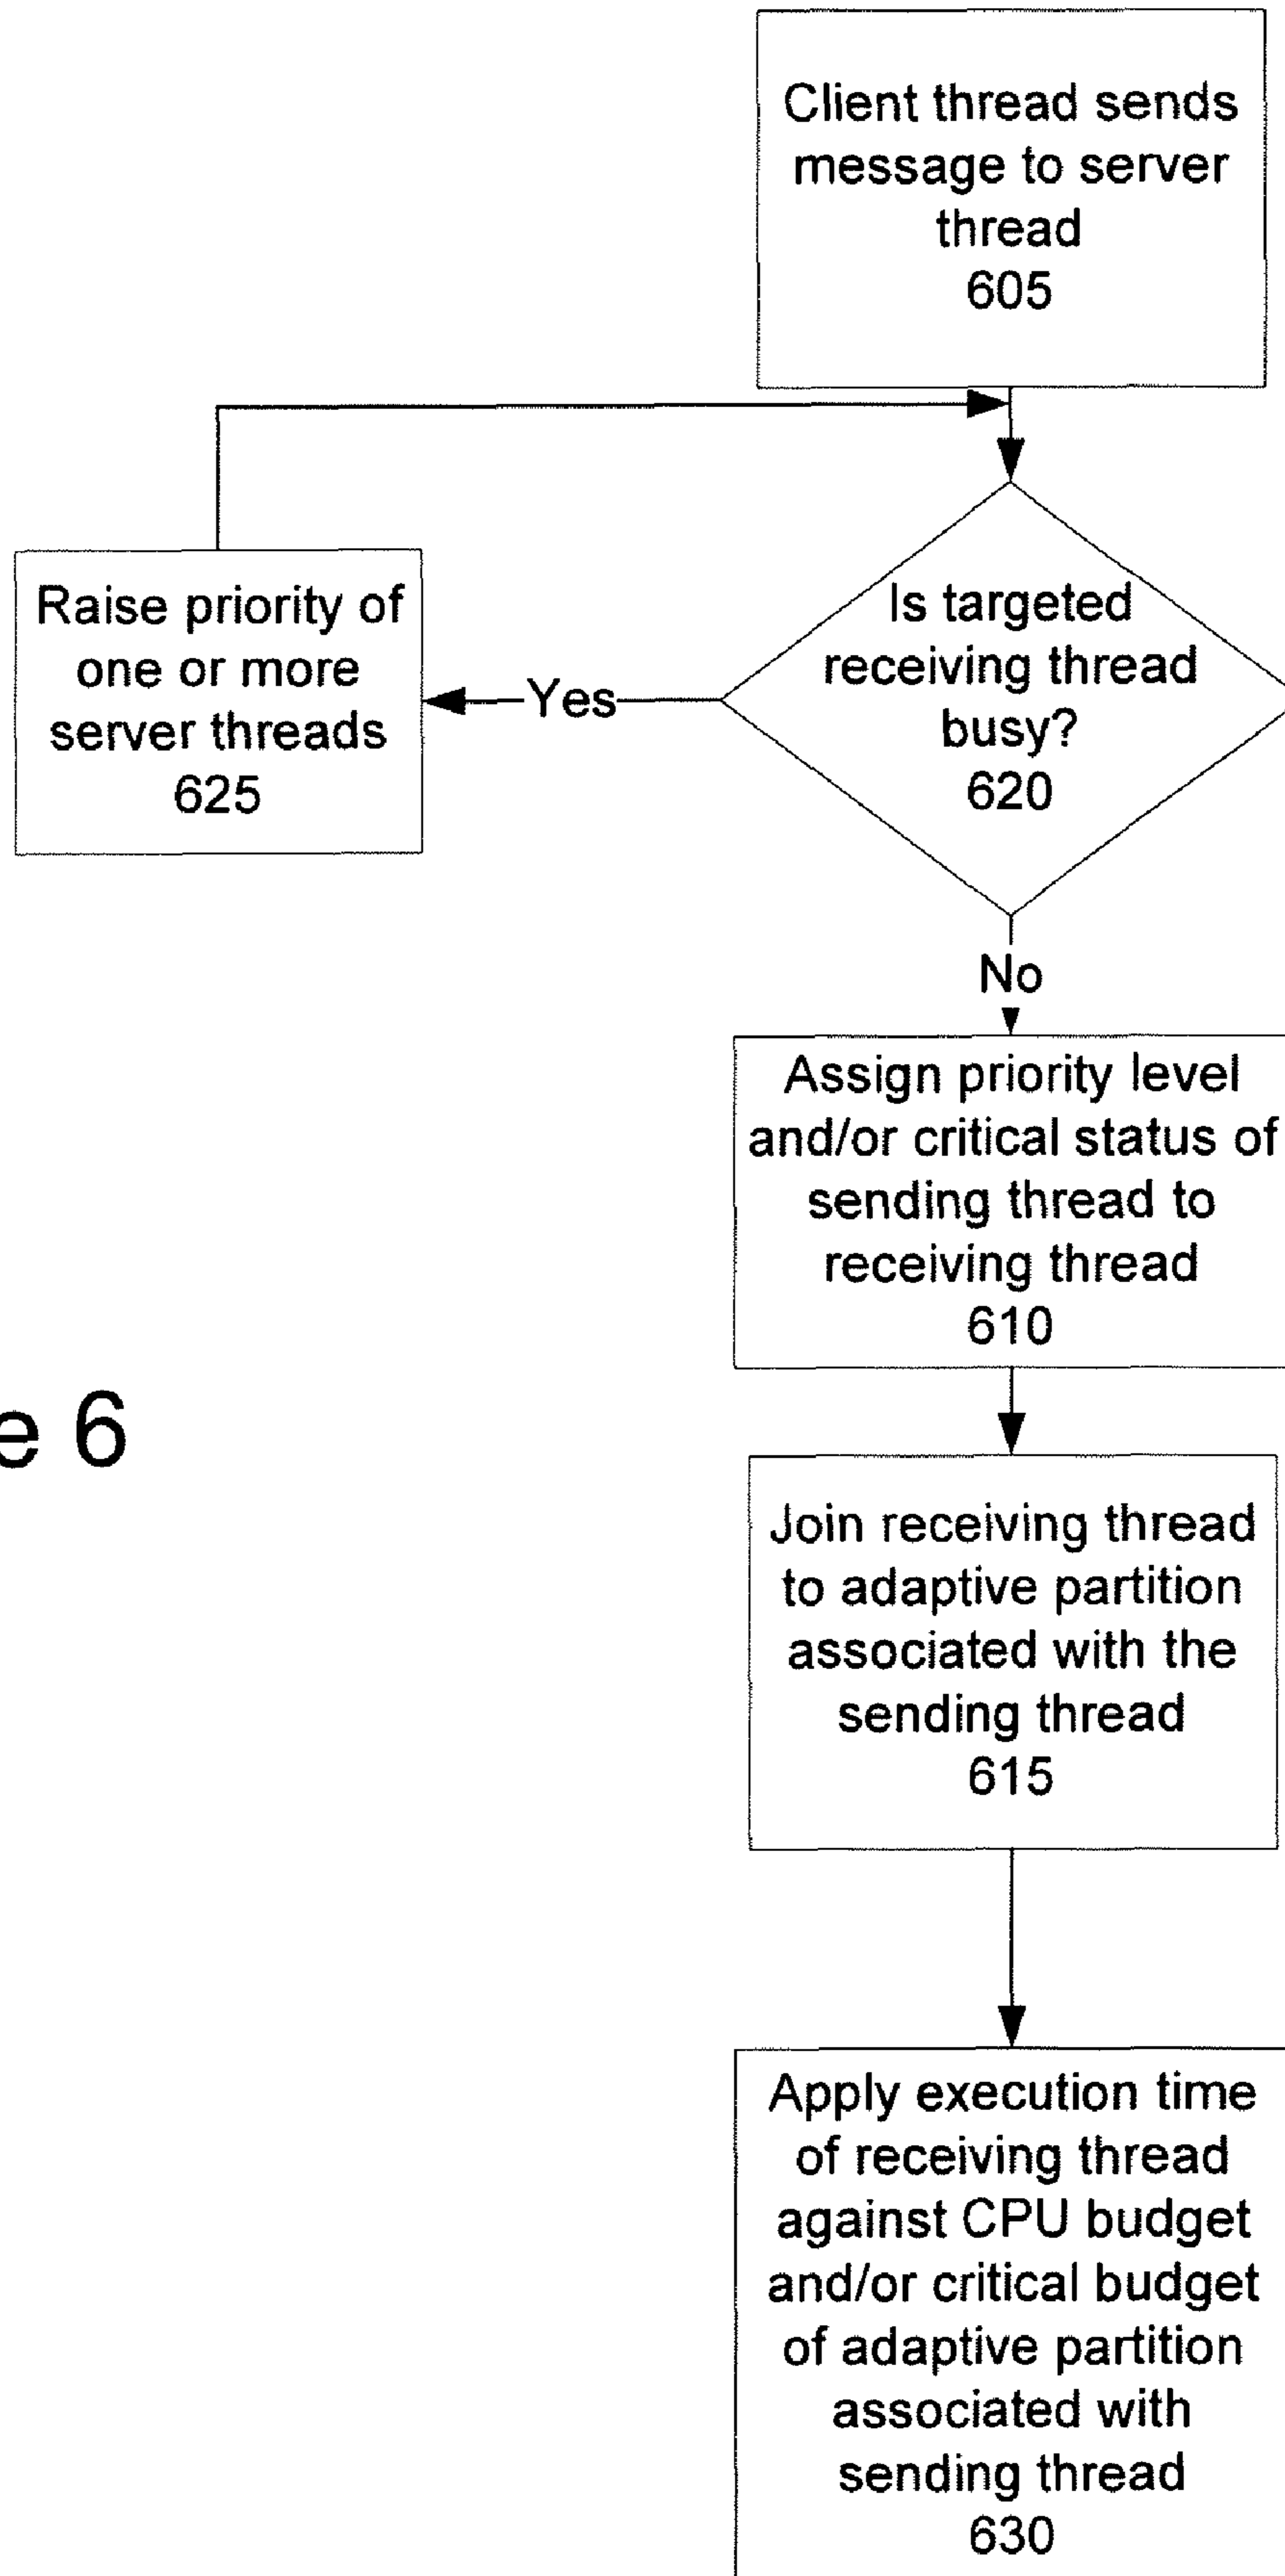 Client thread sends
message to server
thread
605
Is targeted
receiving thread
busy?
620
Yes
Raise priority of
one or more
server threads
625
No
Assign priority level
and/or critical status of
sending thread to
receiving thread
610
e 6
Join receiving thread
to adaptive partition
associated with the
sending thread
615
Apply execution time
of receiving thread
against CPU budget
and/or critical budget
of adaptive partition
associated with
sending thread
630